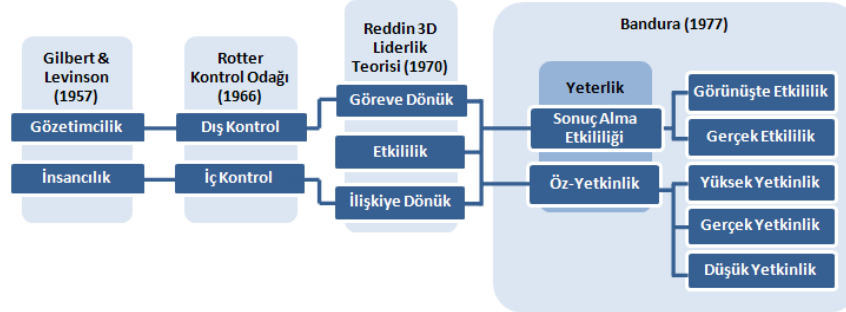 Gilbert &
Levinson
(1957)
Gözetimcilik
İnsancılık
Rotter
Kontrol Odağı
(1966)
Dış Kontrol
İç Kontrol
Reddin 3D
Liderlik
Teorisi (1970)
Göreve Dönük
Etkililik
İlişkiye Dönük
Bandura (1977)
Yeterlik
Sonuç Alma
Etkililiği
Öz-Yetkinlik
Görünüşte Etkililik
Gerçek Etkililik
Yüksek Yetkinlik
Gerçek Yetkinlik
Düşük Yetkinlik